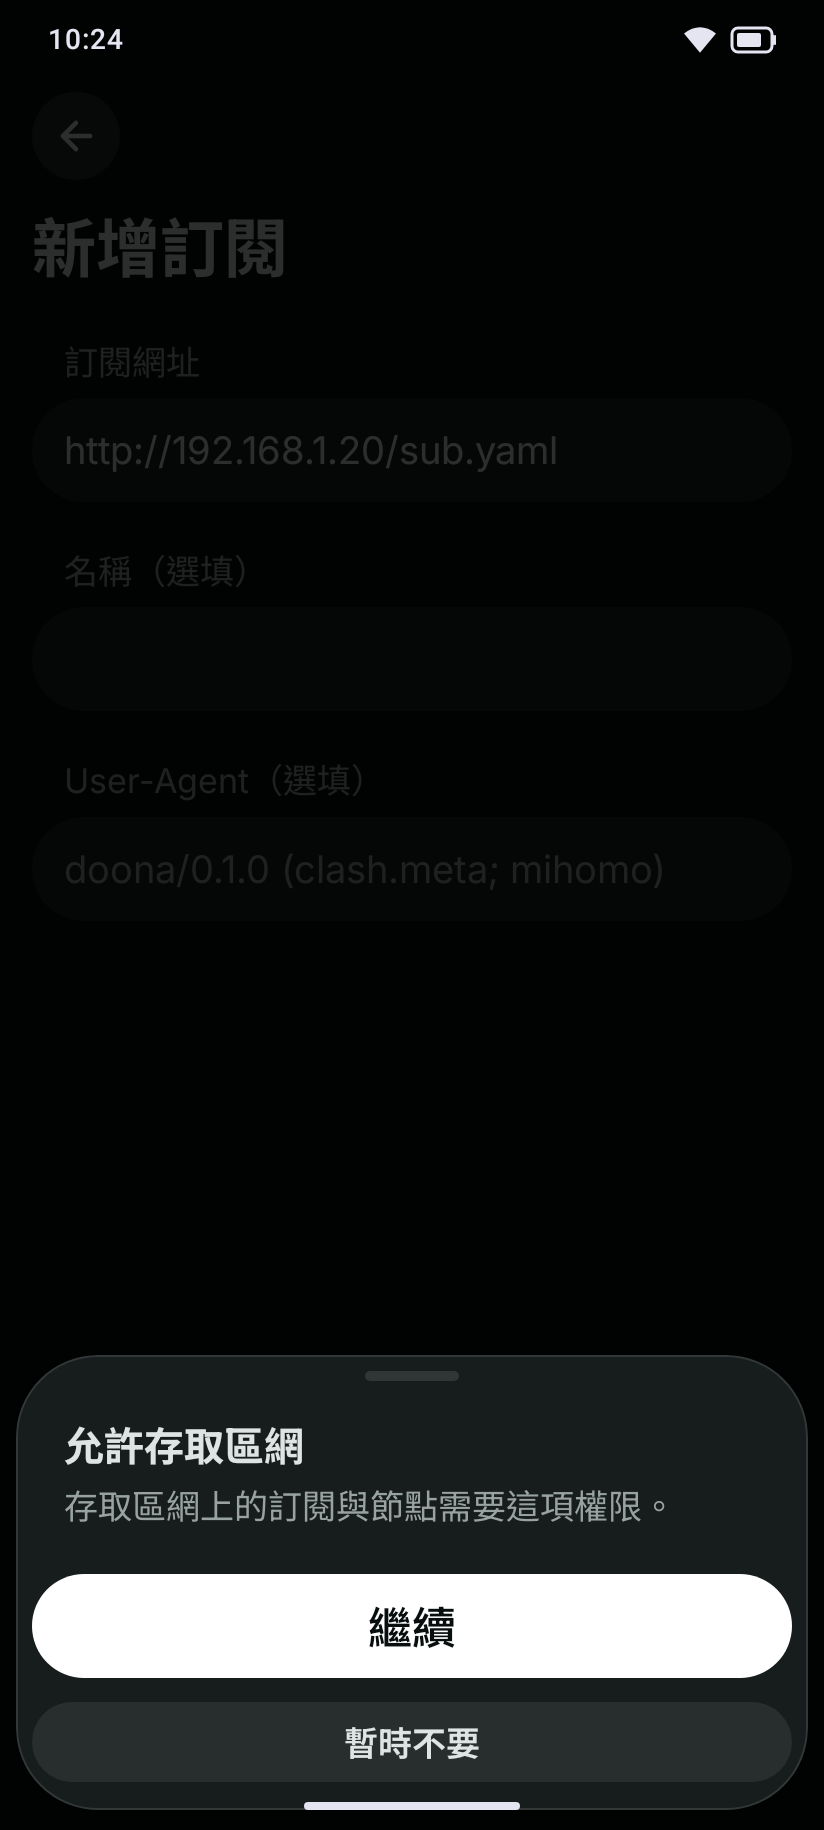 10:24
新增訂閱
訂閱網址
http://192.168.1.20/sub.yaml
名稱（選填）
User-Agent（選填）
doona/0.1.0 (clash.meta; mihomo)
允許存取區網
存取區網上的訂閱與節點需要這項權限。
繼續
暫時不要